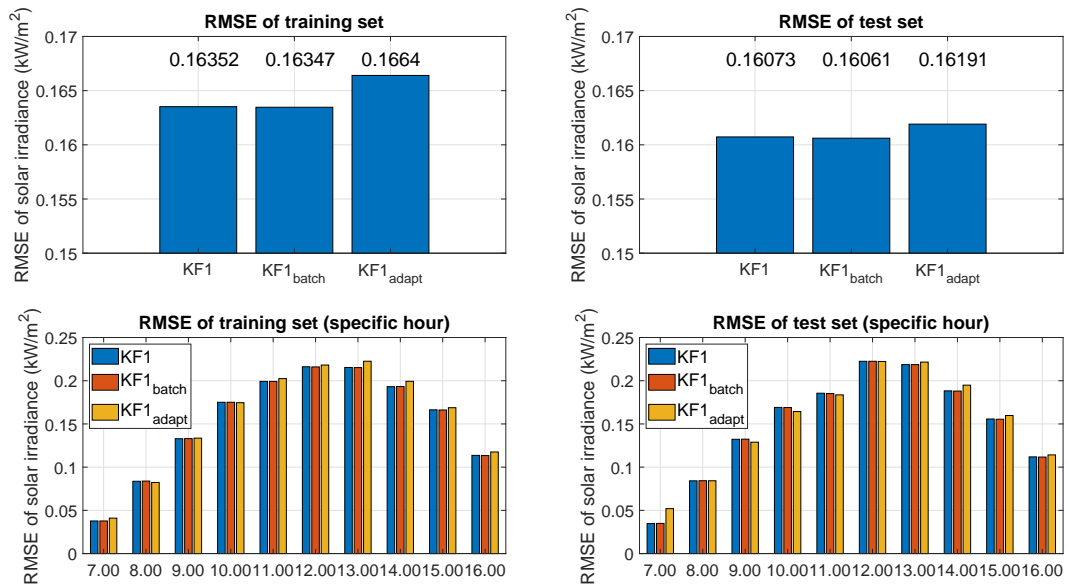 RMSE of training set
RMSE of solar irradiance (kW/m²)
0.17
0.165
0.16
0.155
0.15
0.16352 0.16347 0.1664
KF1 KF1batch KF1adapt
RMSE of test set
RMSE of solar irradiance (kW/m²)
0.17
0.165
0.16
0.155
0.15
0.16073 0.16061 0.16191
KF1 KF1batch KF1adapt
RMSE of training set (specific hour)
RMSE of solar irradiance (kW/m²)
0.25
0.2
0.15
0.1
0.05
0
KF1
KF1batch
KF1adapt
7.00 8.00 9.00 10.00 11.00 12.00 13.00 14.00 15.00 16.00
RMSE of test set (specific hour)
RMSE of solar irradiance (kW/m²)
0.25
0.2
0.15
0.1
0.05
0
KF1
KF1batch
KF1adapt
7.00 8.00 9.00 10.00 11.00 12.00 13.00 14.00 15.00 16.00